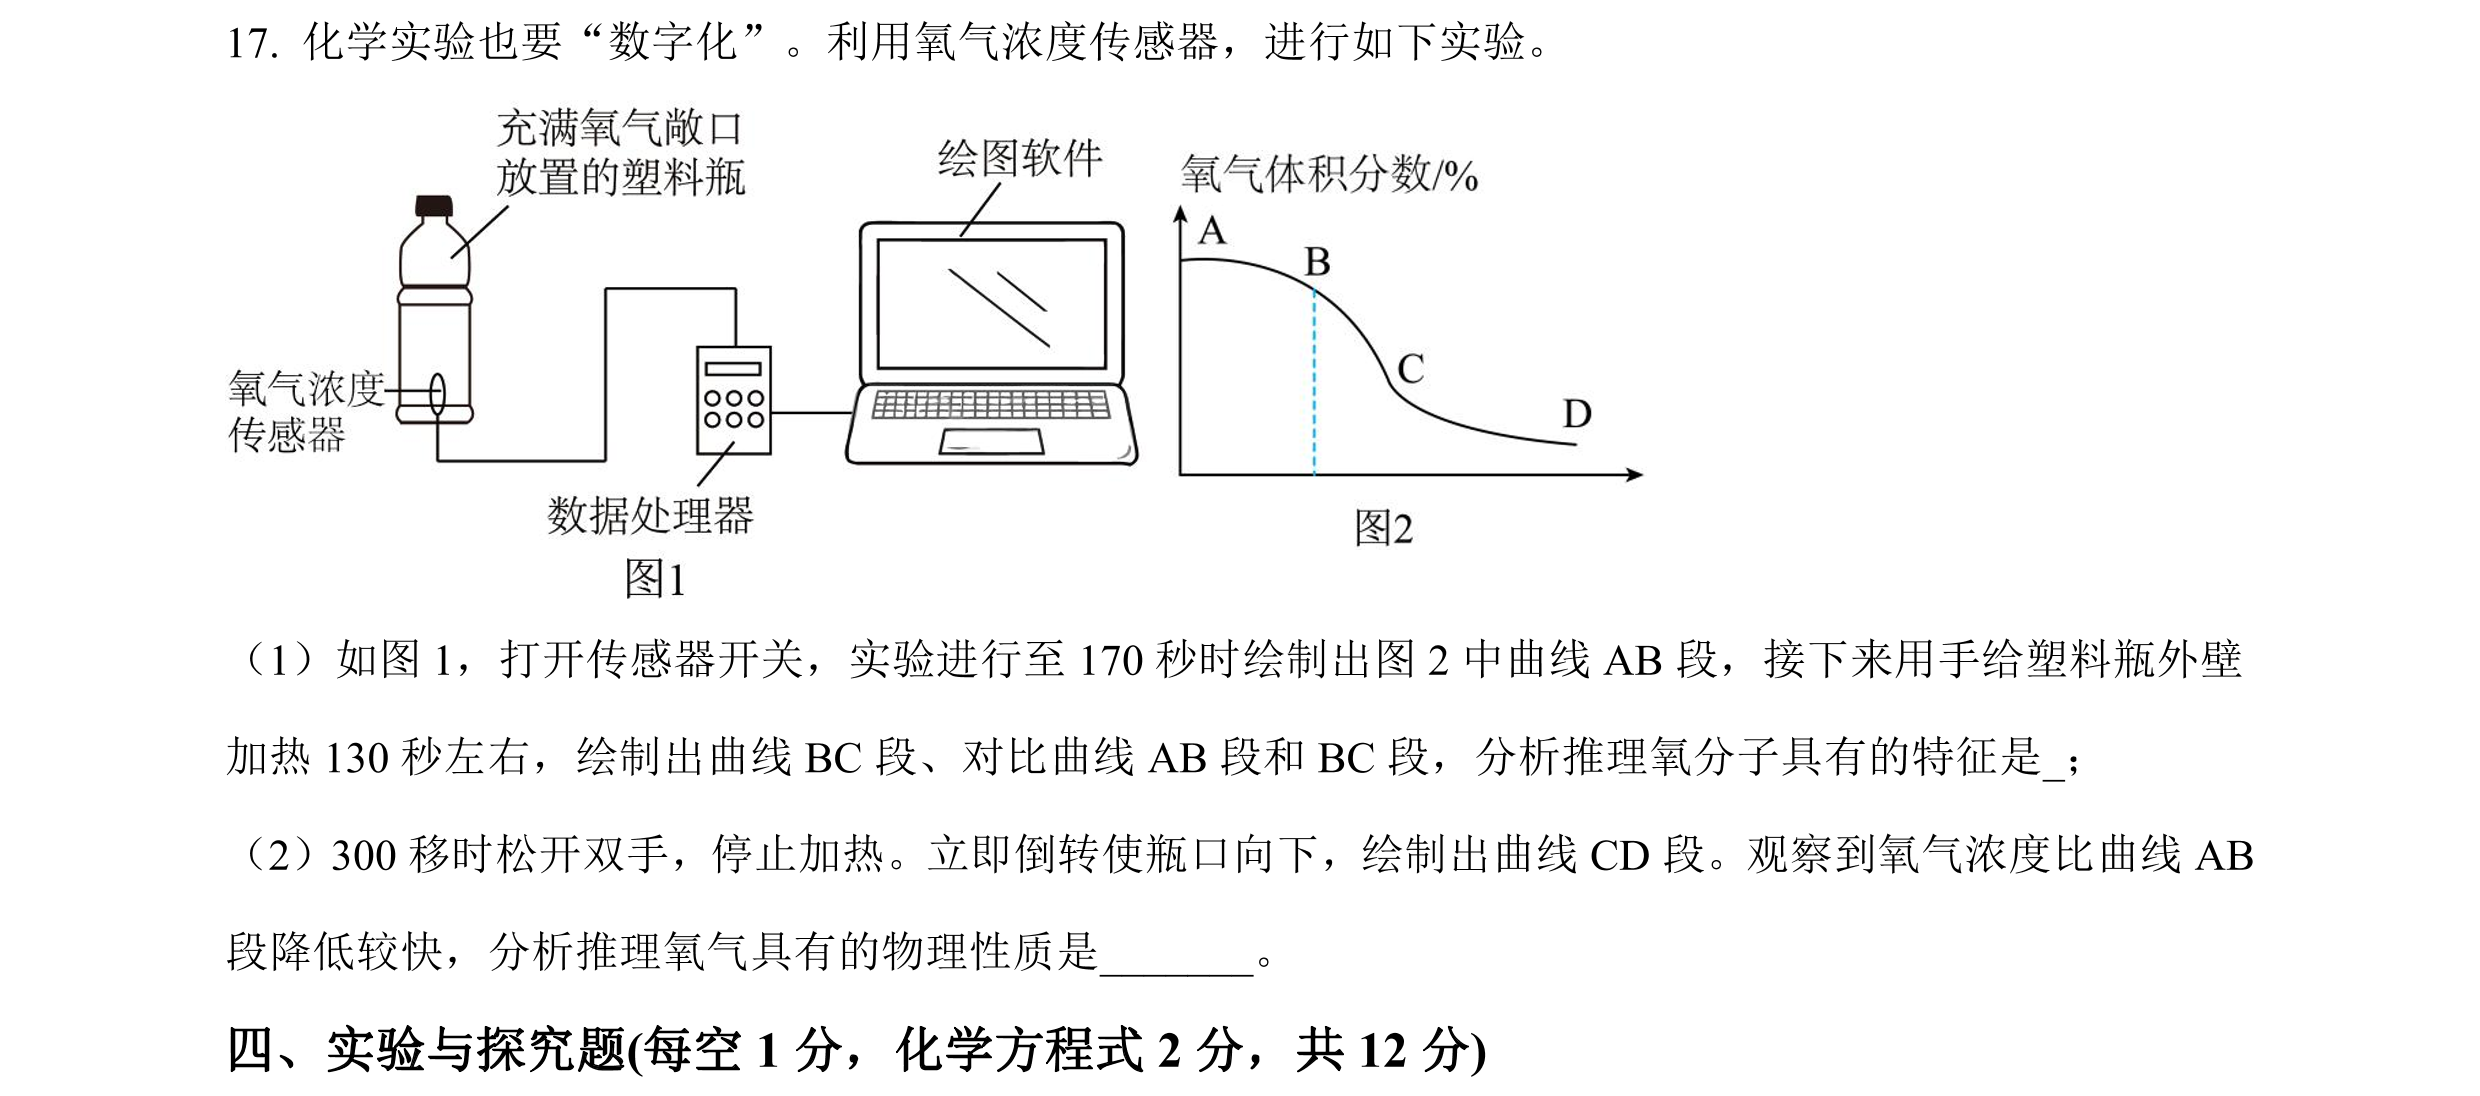 17. 化学实验也要“数字化”。利用氧气浓度传感器，进行如下实验。
充满氧气敞口
放置的塑料瓶
绘图软件
氧气体积分数/%
A
B
C
D
氧气浓度
传感器
数据处理器
图1
图2
（1）如图 1，打开传感器开关，实验进行至 170 秒时绘制出图 2 中曲线 AB 段，接下来用手给塑料瓶外壁
加热 130 秒左右，绘制出曲线 BC 段、对比曲线 AB 段和 BC 段，分析推理氧分子具有的特征是_；
（2）300 移时松开双手，停止加热。立即倒转使瓶口向下，绘制出曲线 CD 段。观察到氧气浓度比曲线 AB
段降低较快，分析推理氧气具有的物理性质是_______。
四、实验与探究题(每空 1 分，化学方程式 2 分，共 12 分)